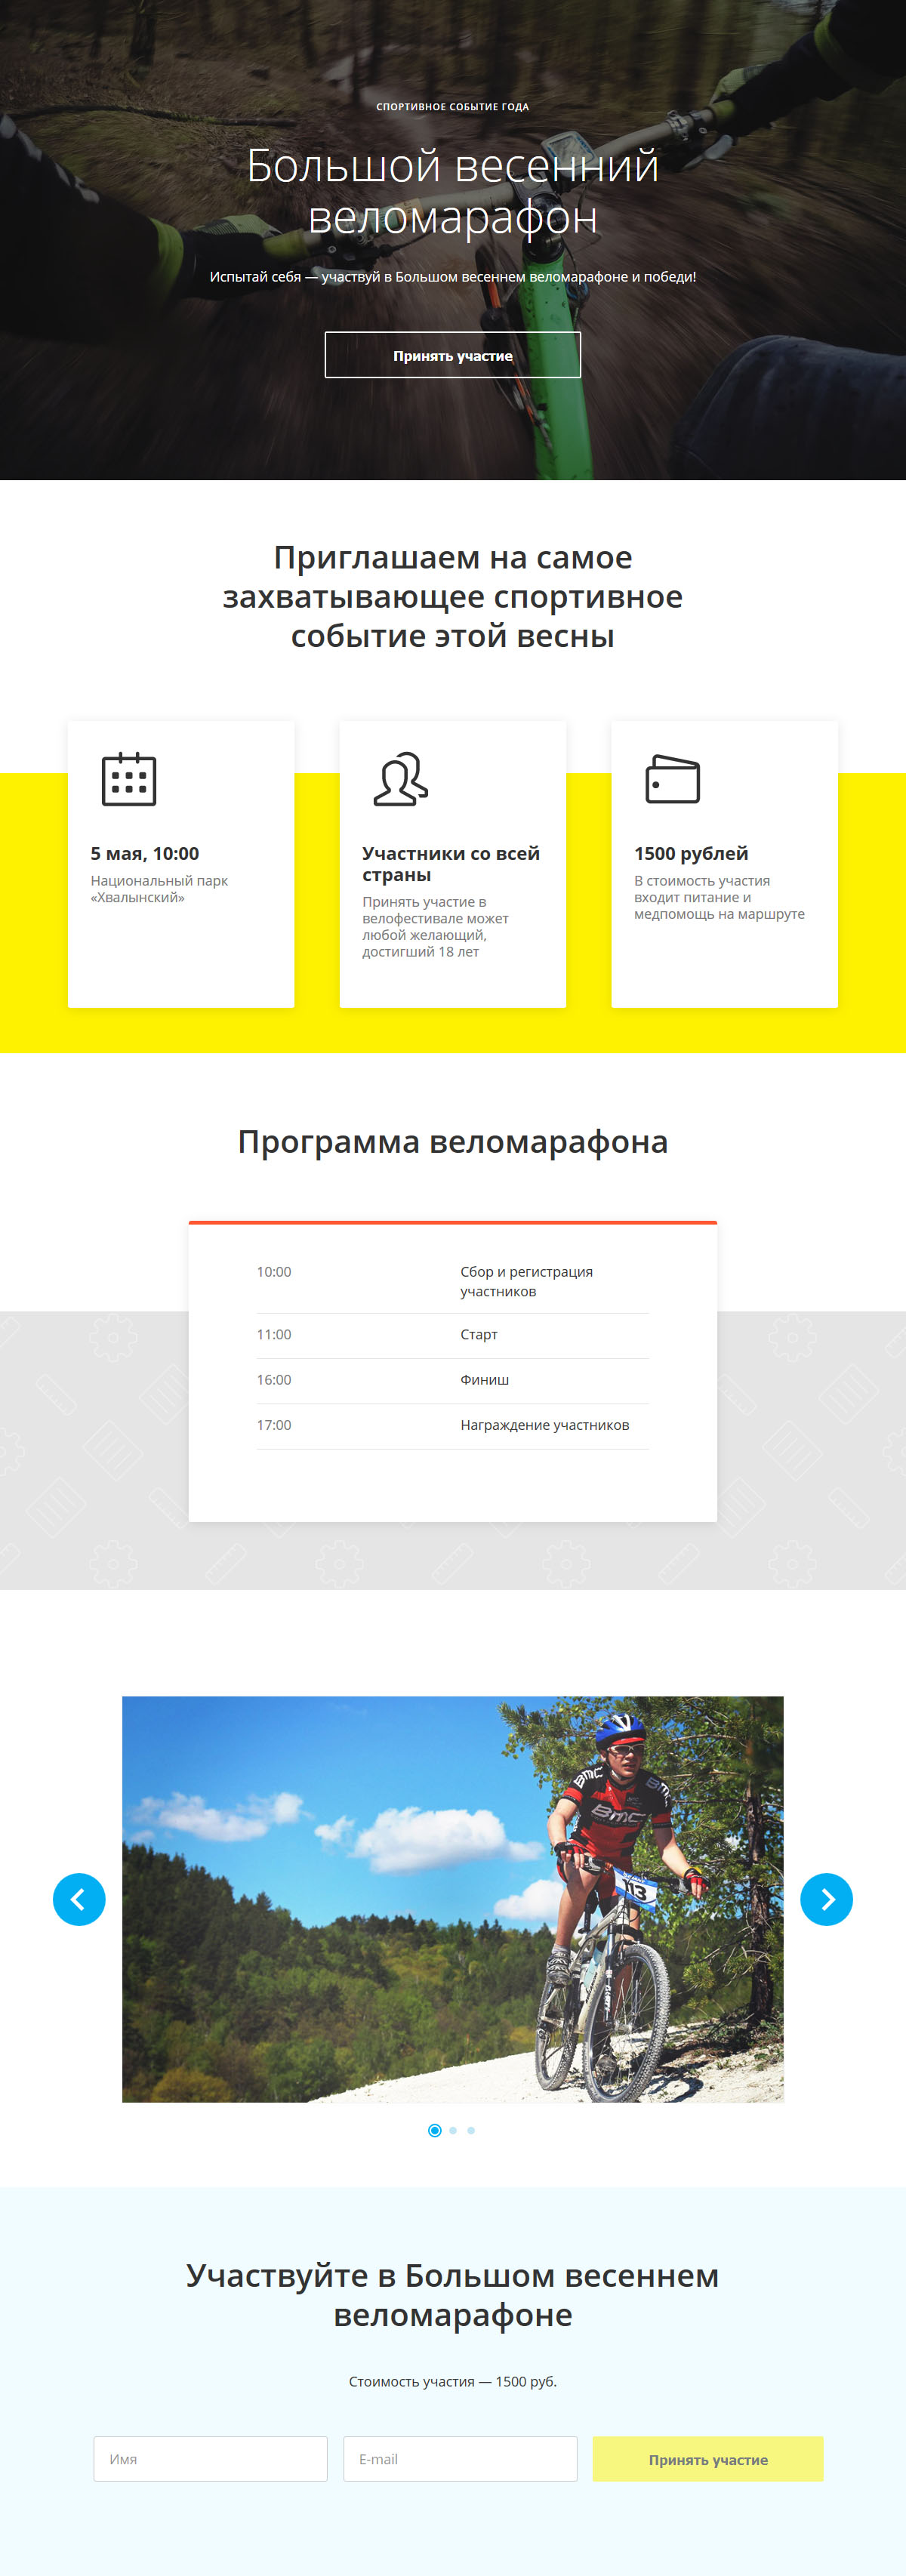 СПОРТИВНОЕ СОБЫТИЕ ГОДА
Большой весенний
веломарафон
Испытай себя — участвуй в Большом весеннем веломарафоне и победи!
Принять участие
Приглашаем на самое
захватывающее спортивное
событие этой весны
5 мая, 10:00
Национальный парк
«Хвалынский»
Участники со всей
страны
Принять участие в
велофестивале может
любой желающий,
достигший 18 лет
1500 рублей
В стоимость участия
входит питание и
медпомощь на маршруте
Программа веломарафона
10:00 Сбор и регистрация
участников
11:00 Старт
16:00 Финиш
17:00 Награждение участников
BMC
BMC
BMC
113
Участвуйте в Большом весеннем
веломарафоне
Стоимость участия — 1500 руб.
Имя
E-mail
Принять участие